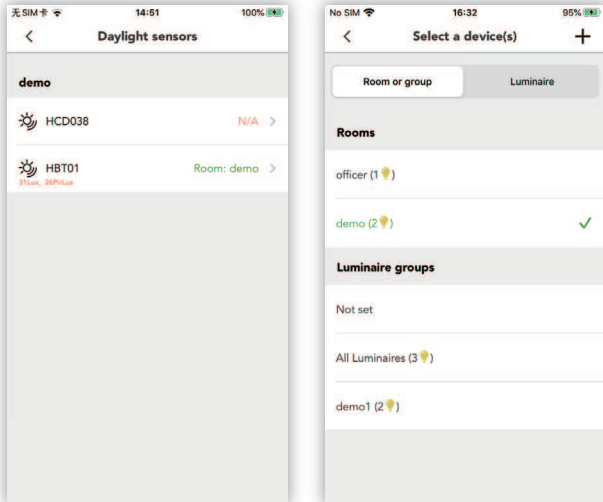 无SIM卡 14:51 100%
Daylight sensors
demo
HCD038 N/A
HBT01 Room: demo
31Lux, 26PirLux
No SIM 16:32 95%
Select a device(s)
Room or group Luminaire
Rooms
officer (1)
demo (2)
Luminaire groups
Not set
All Luminaires (3)
demo1 (2)